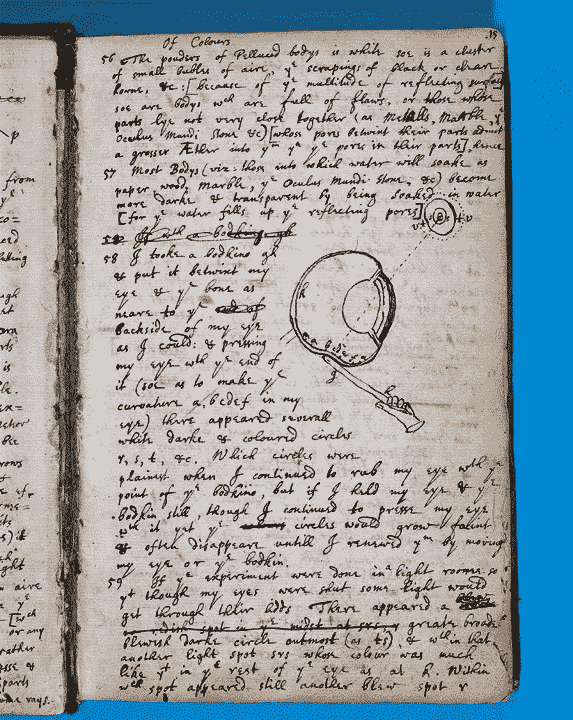 15
Of Colours
56 The pouders of Pellucid bodys is white soe is a cluster
of small bubles of aire, yᵉ scrapings of black or cleare
horne, &c: [because of yᵉ multitude of reflecting surfaces
soe are bodys wᶜʰ are full of flaws, or those whose
parts lye not very close together (as Metalls, Marble, yᵉ
Oculus Mundi Stone &c) [whose pores betwixt their parts admit
a grosser Æther into yᵐ yⁿ yᵉ pores in their parts], hence
57 Most Bodys (viz: those into which water will soake as
paper, wood, marble, yᵉ Oculus Mundi Stone, &c) become
more darke & transparent by being soaked in water
[for yᵉ water fills up yᵉ reflecting pores]
58 I tooke a bodkine gh
& put it betwixt my
eye & yᵉ bone as
neare to yᵉ
Backside of my eye
as I could: & pressing
my eye wᵗʰ yᵉ end of
it (soe as to make yᵉ
curvature a, bcdef in my
eye) there appeared severall
white darke & coloured circles
r, s, t, &c. Which circles were
plainest when I continued to rub my eye wᵗʰ yᵉ
point of yᵉ bodkine, but if I held my eye & yᵉ
bodkin still, though I continued to presse my eye
wᵗʰ it yet yᵉ circles would grow faint
& often disappeare untill I renewed yᵐ by moving
my eye or yᵉ bodkin.
59 If yᵉ experiment were done in a light roome so
yᵗ though my eyes were shut some light would
get through their lidds There appeared a
greate broade
blewish darke circle outmost (as ts), & wᵗʰin that
another light spot srs whose colour was much
like yᵗ in yᵉ rest of yᵉ eye as at k. Within
wᶜʰ spot appeared still another blew spot r